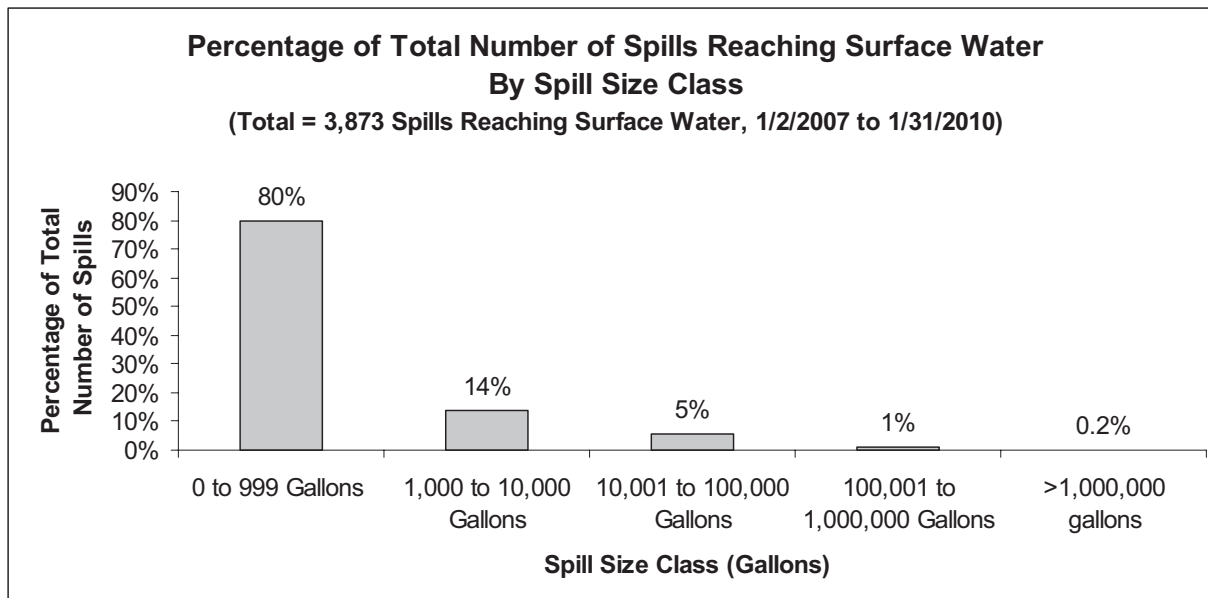 Percentage of Total Number of Spills Reaching Surface Water
By Spill Size Class
(Total = 3,873 Spills Reaching Surface Water, 1/2/2007 to 1/31/2010)
Percentage of Total
Number of Spills
90%
80%
70%
60%
50%
40%
30%
20%
10%
0%
80%
14%
5%
1%
0.2%
0 to 999 Gallons
1,000 to 10,000
Gallons
10,001 to 100,000
Gallons
100,001 to
1,000,000 Gallons
>1,000,000
gallons
Spill Size Class (Gallons)